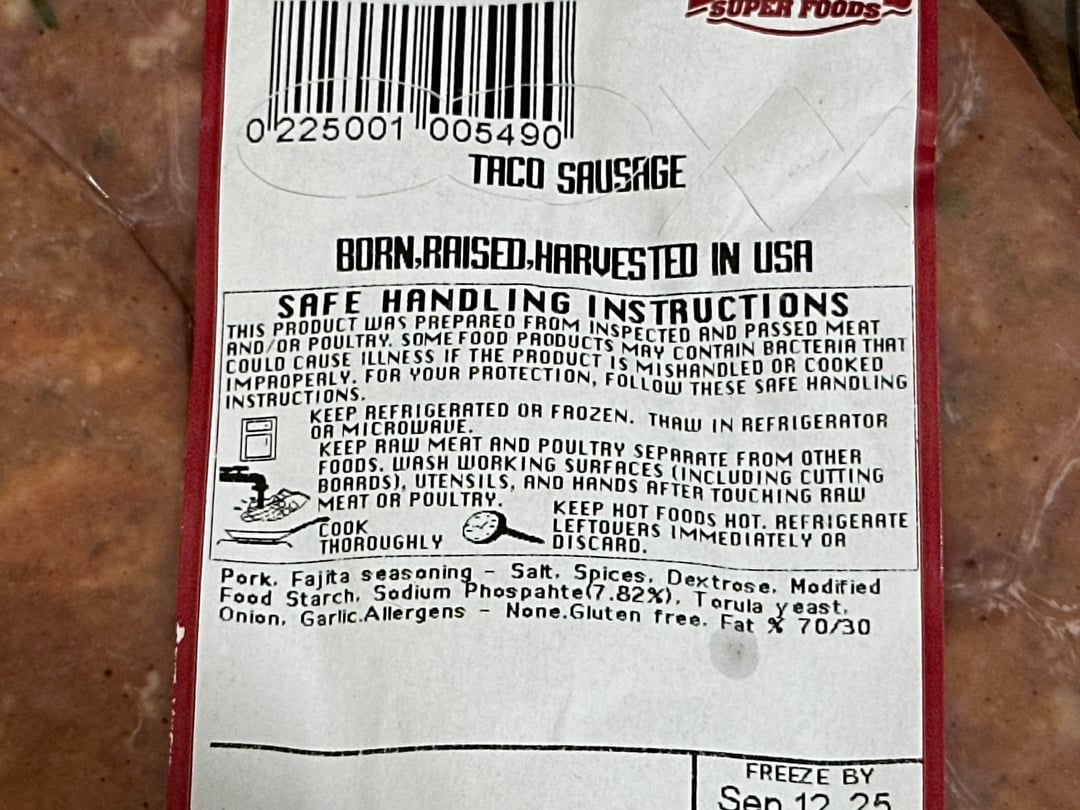 SUPER FOODS
0 225001 005490
TACO SAUSAGE
BORN,RAISED,HARVESTED IN USA
SAFE HANDLING INSTRUCTIONS
THIS PRODUCT WAS PREPARED FROM INSPECTED AND PASSED MEAT
AND/OR POULTRY. SOME FOOD PRODUCTS MAY CONTAIN BACTERIA THAT
COULD CAUSE ILLNESS IF THE PRODUCT IS MISHANDLED OR COOKED
IMPROPERLY. FOR YOUR PROTECTION, FOLLOW THESE SAFE HANDLING
INSTRUCTIONS.
KEEP REFRIGERATED OR FROZEN. THAW IN REFRIGERATOR
OR MICROWAVE.
KEEP RAW MEAT AND POULTRY SEPARATE FROM OTHER
FOODS. WASH WORKING SURFACES (INCLUDING CUTTING
BOARDS), UTENSILS, AND HANDS AFTER TOUCHING RAW
MEAT OR POULTRY.
COOK
THOROUGHLY
KEEP HOT FOODS HOT. REFRIGERATE
LEFTOVERS IMMEDIATELY OR
DISCARD.
Pork, Fajita seasoning - Salt, Spices, Dextrose, Modified
Food Starch, Sodium Phospahte(7.82%), Torula yeast,
Onion, Garlic.Allergens - None.Gluten free. Fat % 70/30
FREEZE BY
Sep 12 25